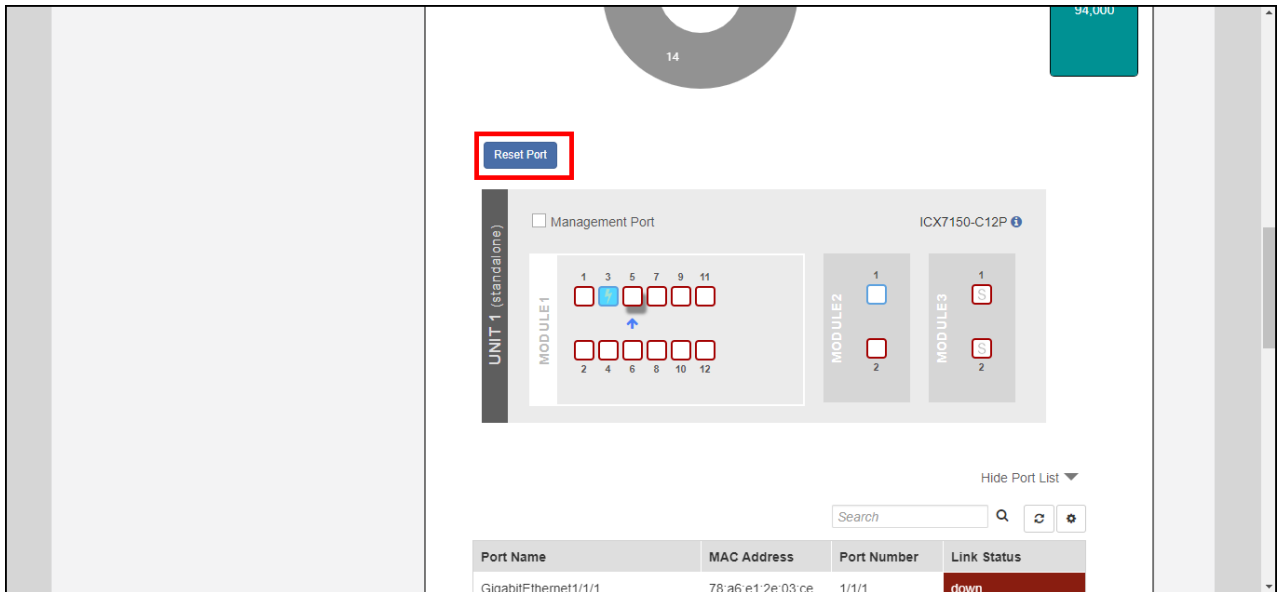 94,000
14
Reset Port
Management Port
ICX7150-C12P
UNIT 1 (standalone)
MODULE1
1 3 5 7 9 11
2 4 6 8 10 12
MODULE2
1
2
MODULE3
1
S
S
2
Hide Port List
Search
Port Name MAC Address Port Number Link Status
GigabitEthernet1/1/1 78:a6:e1:2e:03:ce 1/1/1 down